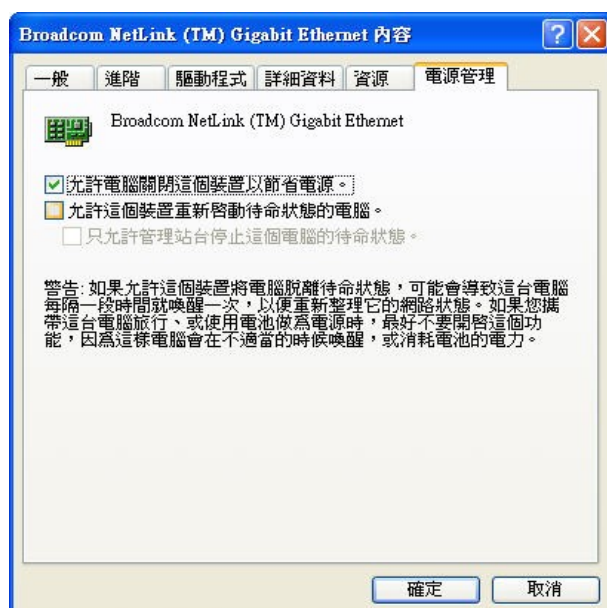 Broadcom NetLink (TM) Gigabit Ethernet 內容
一般 進階 驅動程式 詳細資料 資源 電源管理
Broadcom NetLink (TM) Gigabit Ethernet
允許電腦關閉這個裝置以節省電源。
允許這個裝置重新啟動待命狀態的電腦。
只允許管理站台停止這個電腦的待命狀態。
警告: 如果允許這個裝置將電腦脫離待命狀態，可能會導致這台電腦
每隔一段時間就喚醒一次，以便重新整理它的網路狀態。如果您攜
帶這台電腦旅行、或使用電池做為電源時，最好不要開啟這個功
能，因為這樣電腦會在不適當的時候喚醒，或消耗電池的電力。
確定 取消